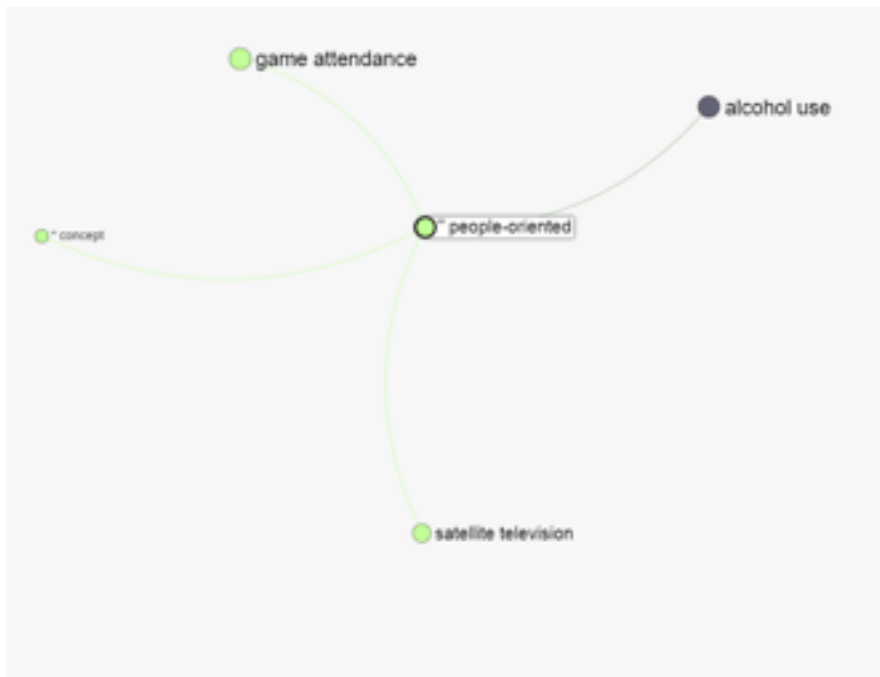 game attendance
alcohol use
" people-oriented
" concept
satellite television